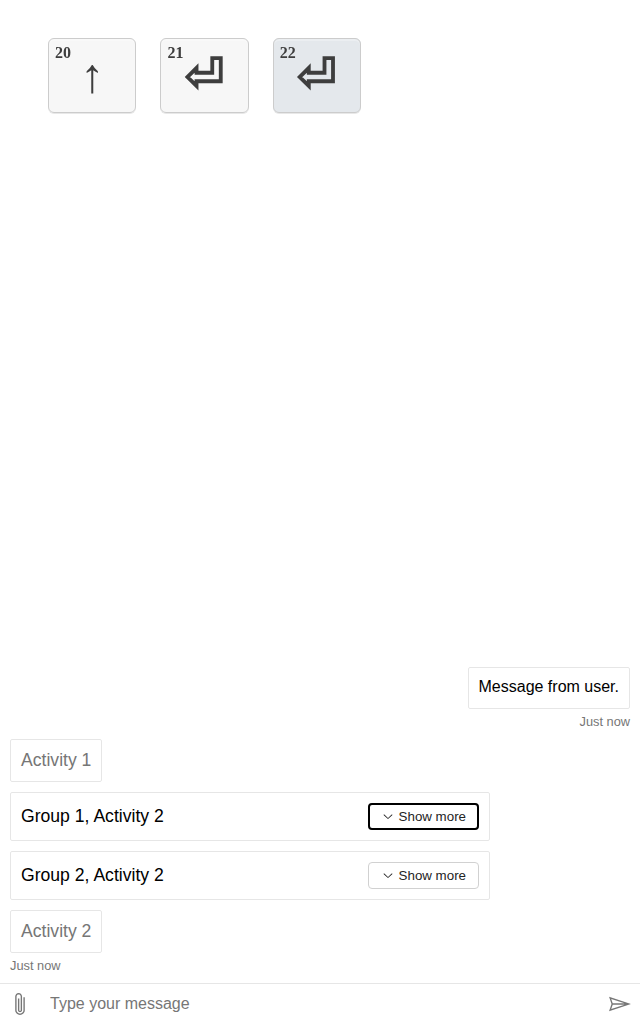 20 ↑
21 ⏎
22 ⏎
Message from user.
Just now
Activity 1
Group 1, Activity 2
Show more
Group 2, Activity 2
Show more
Activity 2
Just now
Type your message